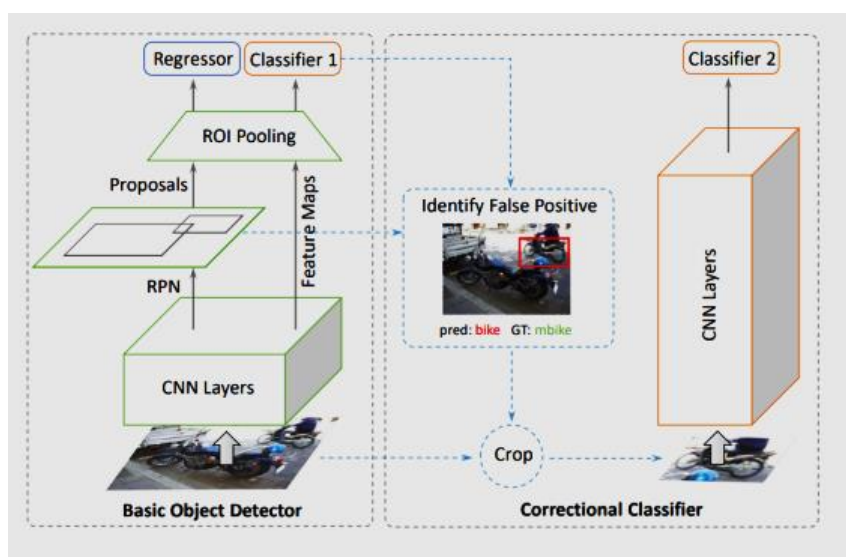 Regressor
Classifier 1
ROI Pooling
Proposals
Feature Maps
RPN
CNN Layers
Basic Object Detector
Classifier 2
Identify False Positive
pred: bike GT: mbike
CNN Layers
Crop
Correctional Classifier